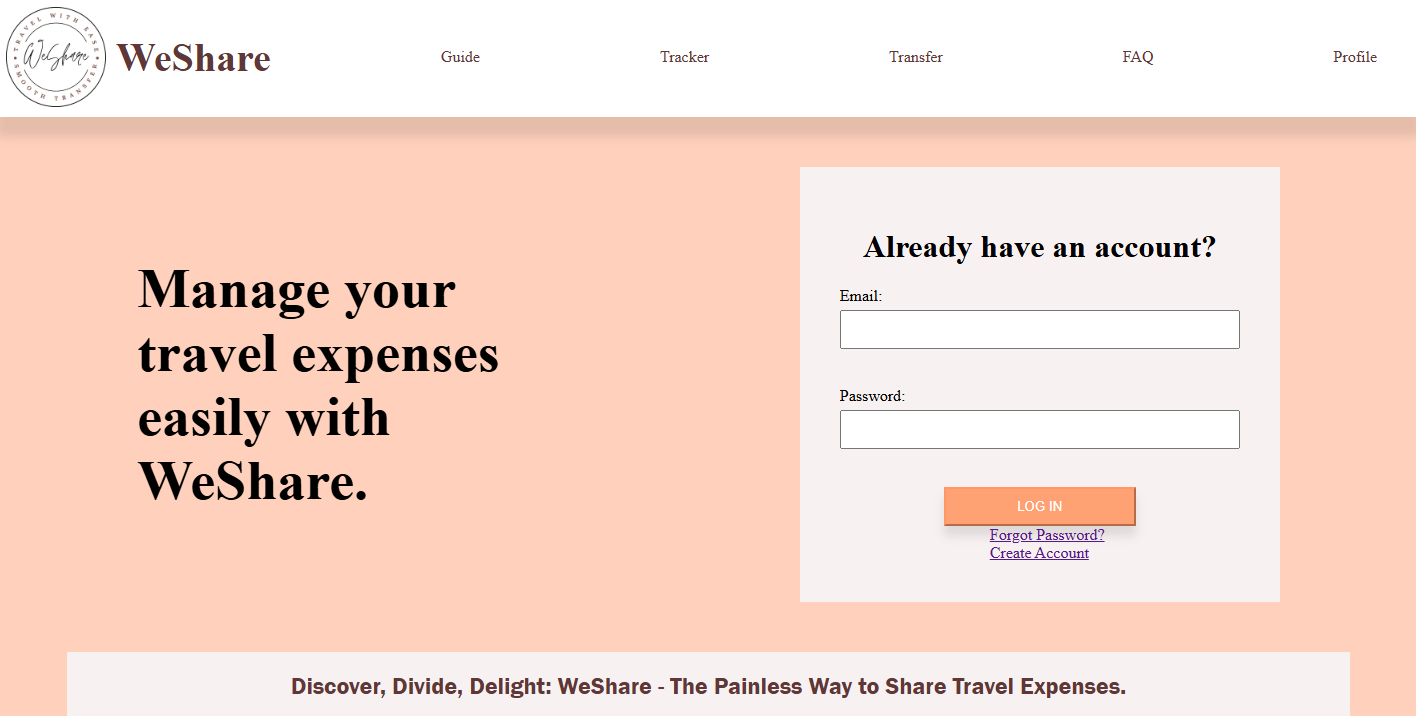 TRAVEL WITH EASE
WeShare
SMOOTH TRANSFER
WeShare
Guide
Tracker
Transfer
FAQ
Profile
Manage your
travel expenses
easily with
WeShare.
Already have an account?
Email:
Password:
LOG IN
Forgot Password?
Create Account
Discover, Divide, Delight: WeShare - The Painless Way to Share Travel Expenses.